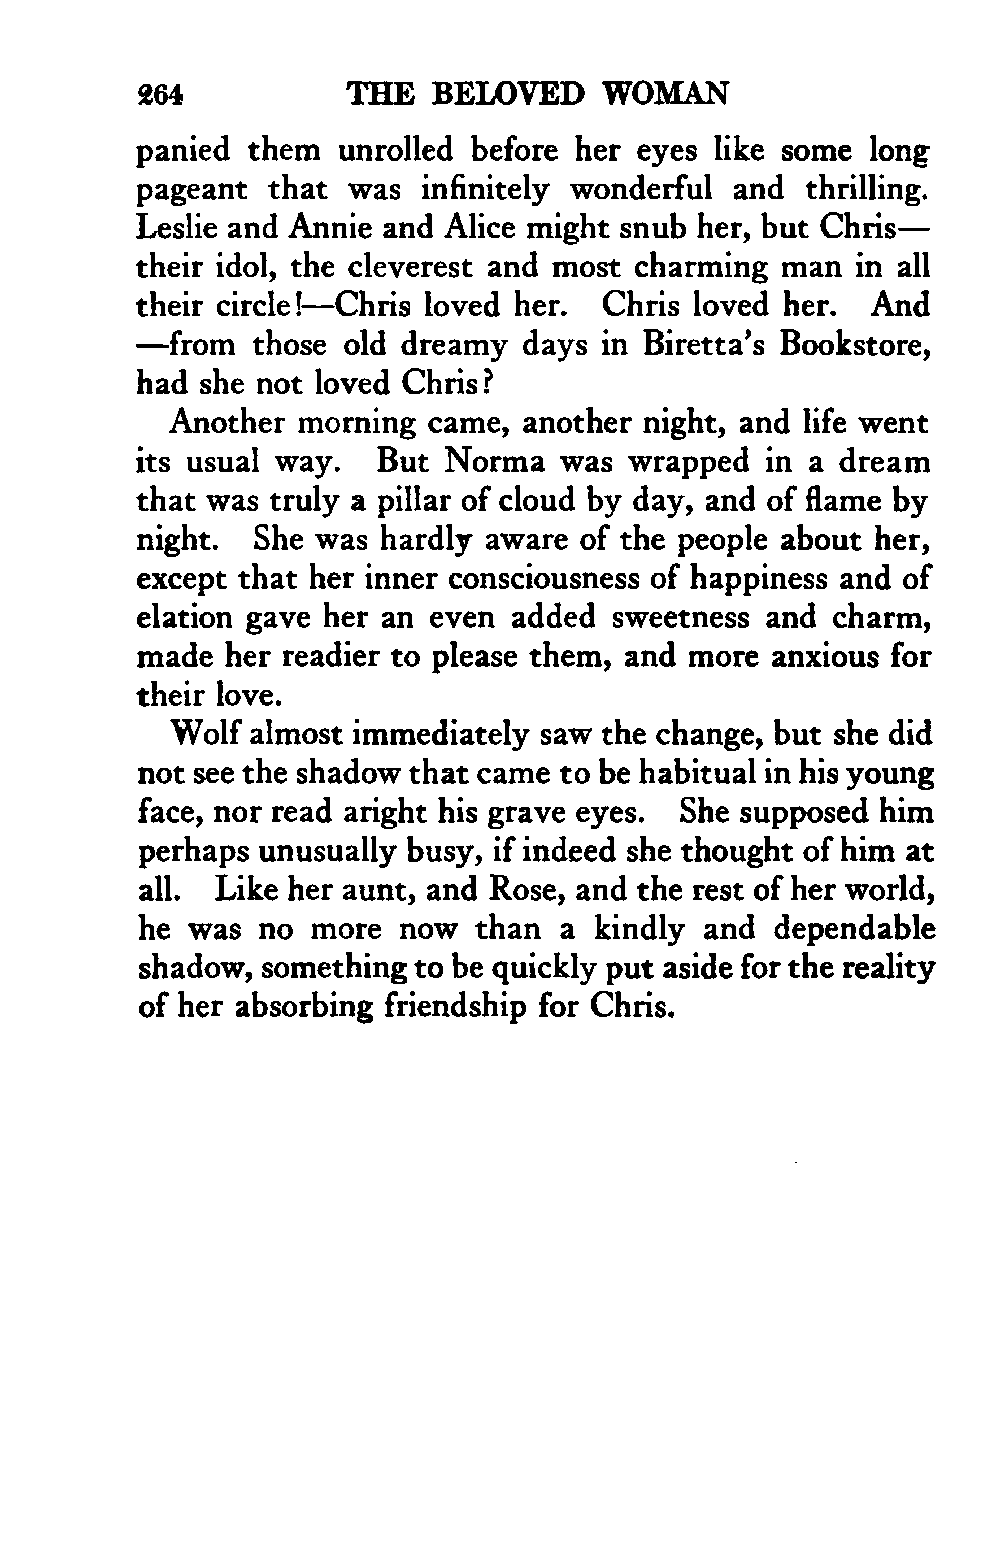 264 THE BELOVED WOMAN
panied them unrolled before her eyes like some long
pageant that was infinitely wonderful and thrilling.
Leslie and Annie and Alice might snub her, but Chris—
their idol, the cleverest and most charming man in all
their circle!—Chris loved her. Chris loved her. And
—from those old dreamy days in Biretta's Bookstore,
had she not loved Chris?
Another morning came, another night, and life went
its usual way. But Norma was wrapped in a dream
that was truly a pillar of cloud by day, and of flame by
night. She was hardly aware of the people about her,
except that her inner consciousness of happiness and of
elation gave her an even added sweetness and charm,
made her readier to please them, and more anxious for
their love.
Wolf almost immediately saw the change, but she did
not see the shadow that came to be habitual in his young
face, nor read aright his grave eyes. She supposed him
perhaps unusually busy, if indeed she thought of him at
all. Like her aunt, and Rose, and the rest of her world,
he was no more now than a kindly and dependable
shadow, something to be quickly put aside for the reality
of her absorbing friendship for Chris.